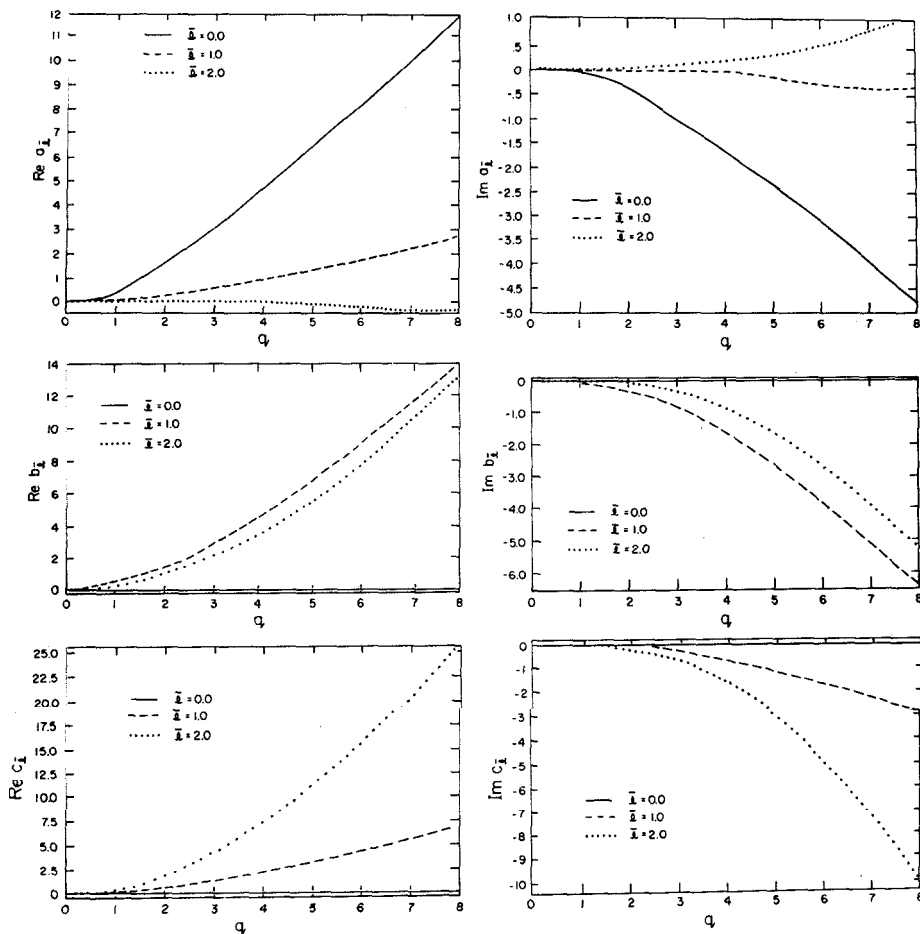 12
11
10
9
8
7
6
5
4
3
2
1
0
Re a_ℓ̄
ℓ̄ = 0.0
ℓ̄ = 1.0
ℓ̄ = 2.0
0 1 2 3 4 5 6 7 8
q
1.0
.5
0
-.5
-1.0
-1.5
-2.0
-2.5
-3.0
-3.5
-4.0
-4.5
-5.0
Im a_ℓ̄
ℓ̄ = 0.0
ℓ̄ = 1.0
ℓ̄ = 2.0
0 1 2 3 4 5 6 7 8
q
14
12
10
8
6
4
2
0
Re b_ℓ̄
ℓ̄ = 0.0
ℓ̄ = 1.0
ℓ̄ = 2.0
0 1 2 3 4 5 6 7 8
q
0
-1.0
-2.0
-3.0
-4.0
-5.0
-6.0
Im b_ℓ̄
ℓ̄ = 0.0
ℓ̄ = 1.0
ℓ̄ = 2.0
0 1 2 3 4 5 6 7 8
q
25.0
22.5
20.0
17.5
15.0
12.5
10.0
7.5
5.0
2.5
0
Re c_ℓ̄
ℓ̄ = 0.0
ℓ̄ = 1.0
ℓ̄ = 2.0
0 1 2 3 4 5 6 7 8
q
0
-1
-2
-3
-4
-5
-6
-7
-8
-9
-10
Im c_ℓ̄
ℓ̄ = 0.0
ℓ̄ = 1.0
ℓ̄ = 2.0
0 1 2 3 4 5 6 7 8
q